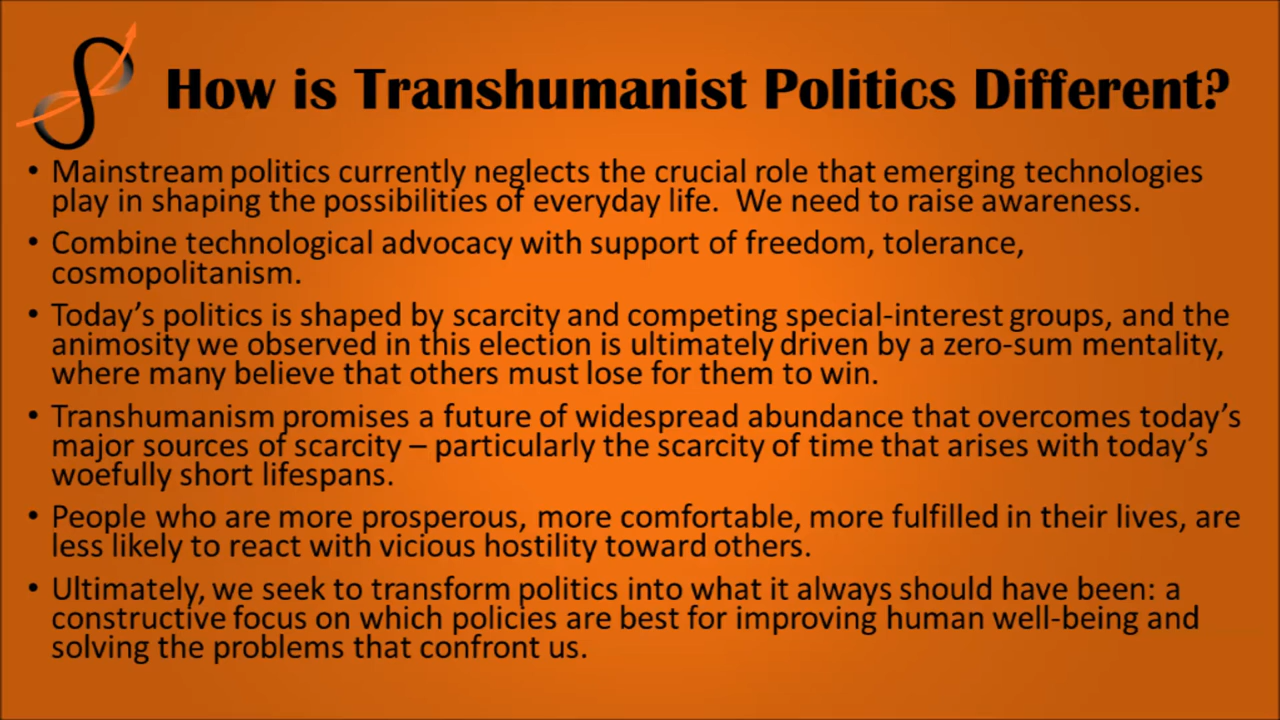 How is Transhumanist Politics Different?
• Mainstream politics currently neglects the crucial role that emerging technologies
play in shaping the possibilities of everyday life.  We need to raise awareness.
• Combine technological advocacy with support of freedom, tolerance,
cosmopolitanism.
• Today’s politics is shaped by scarcity and competing special-interest groups, and the
animosity we observed in this election is ultimately driven by a zero-sum mentality,
where many believe that others must lose for them to win.
• Transhumanism promises a future of widespread abundance that overcomes today’s
major sources of scarcity – particularly the scarcity of time that arises with today’s
woefully short lifespans.
• People who are more prosperous, more comfortable, more fulfilled in their lives, are
less likely to react with vicious hostility toward others.
• Ultimately, we seek to transform politics into what it always should have been: a
constructive focus on which policies are best for improving human well-being and
solving the problems that confront us.